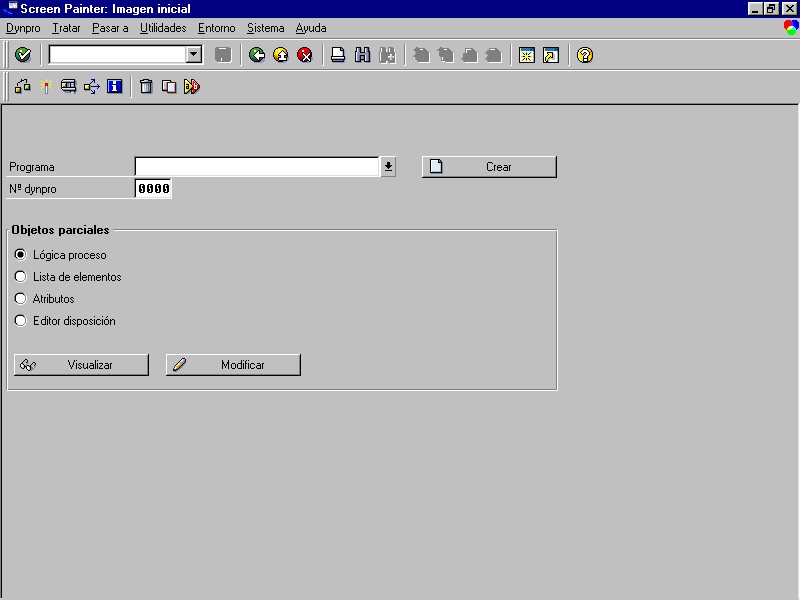 Screen Painter: Imagen inicial
Dynpro Tratar Pasar a Utilidades Entorno Sistema Ayuda
Programa Crear
Nº dynpro 0000
Objetos parciales
Lógica proceso
Lista de elementos
Atributos
Editor disposición
Visualizar Modificar